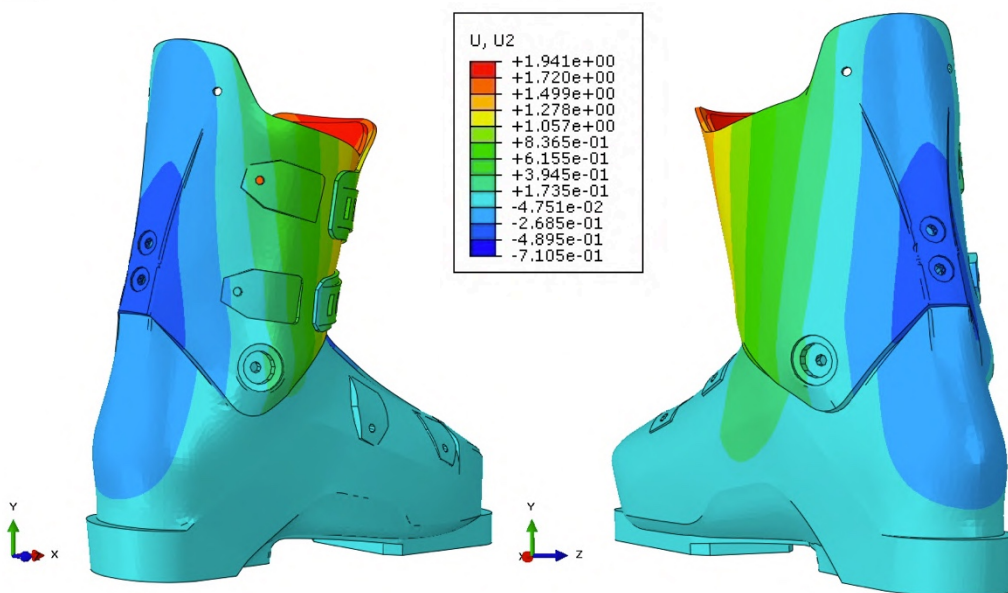 U, U2
+1.941e+00
+1.720e+00
+1.499e+00
+1.278e+00
+1.057e+00
+8.365e-01
+6.155e-01
+3.945e-01
+1.735e-01
-4.751e-02
-2.685e-01
-4.895e-01
-7.105e-01
Y
X
Y
X
Z